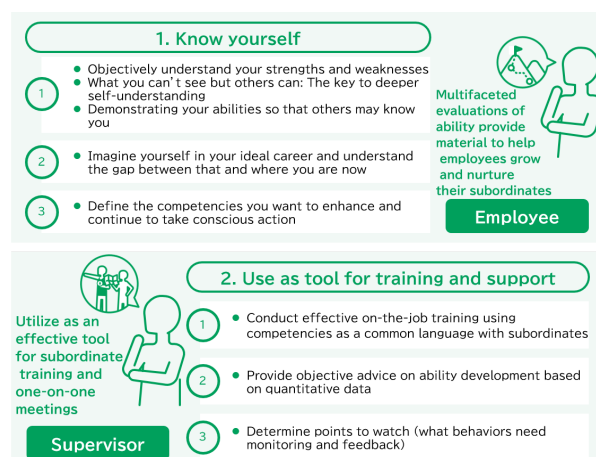 1. Know yourself
1
● Objectively understand your strengths and weaknesses
● What you can't see but others can: The key to deeper
self-understanding
● Demonstrating your abilities so that others may know
you
2
● Imagine yourself in your ideal career and understand
the gap between that and where you are now
3
● Define the competencies you want to enhance and
continue to take conscious action
Multifaceted
evaluations of
ability provide
material to help
employees grow
and nurture
their subordinates
Employee
2. Use as tool for training and support
Utilize as an
effective tool
for subordinate
training and
one-on-one
meetings
Supervisor
1
● Conduct effective on-the-job training using
competencies as a common language with subordinates
2
● Provide objective advice on ability development based
on quantitative data
3
● Determine points to watch (what behaviors need
monitoring and feedback)